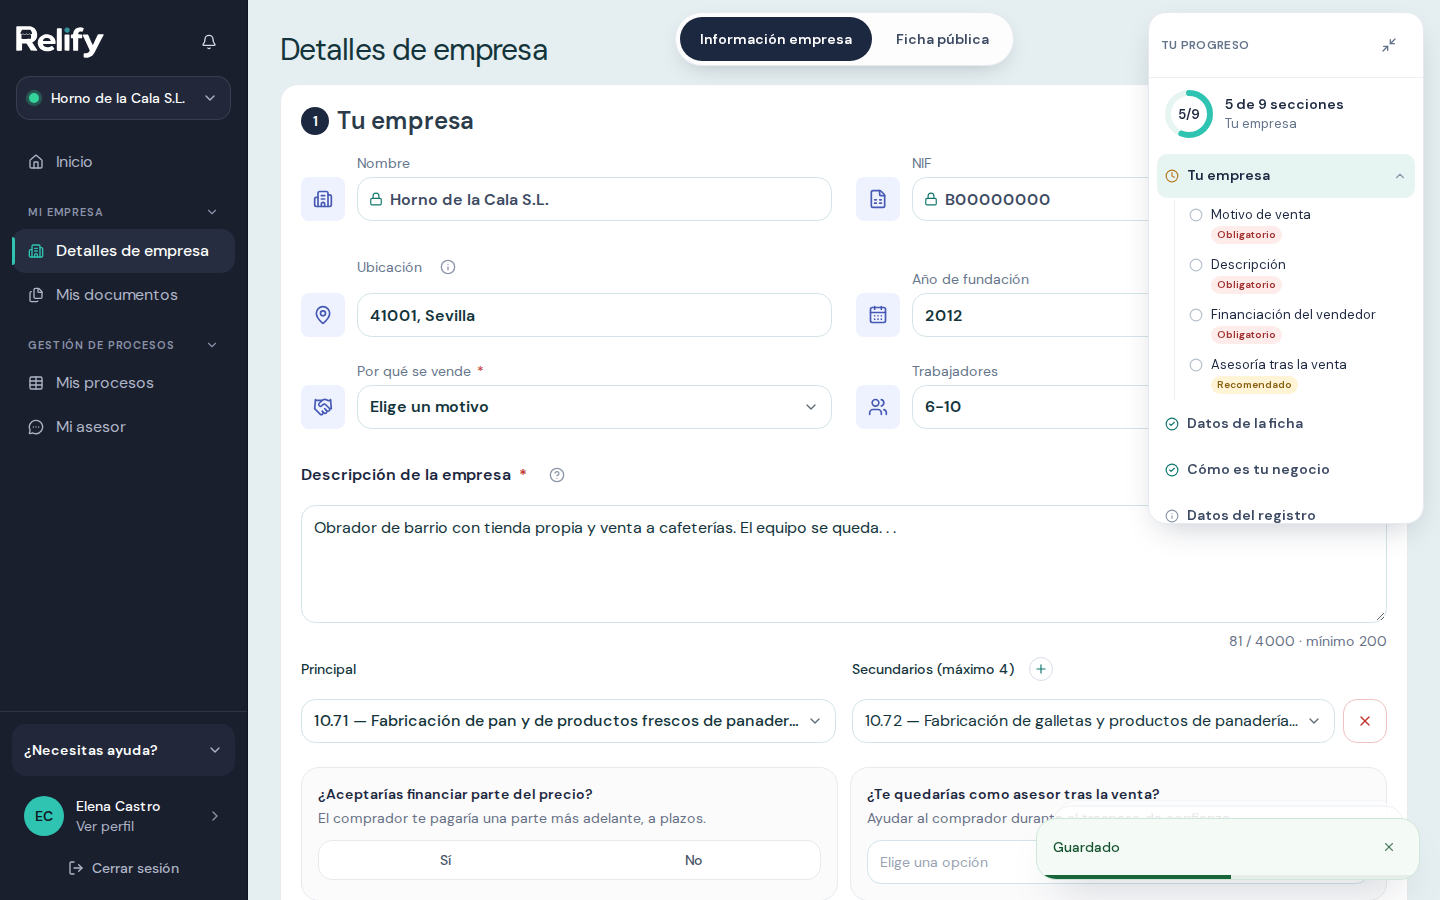 Relify
Horno de la Cala S.L.
Inicio
MI EMPRESA
Detalles de empresa
Mis documentos
GESTIÓN DE PROCESOS
Mis procesos
Mi asesor
¿Necesitas ayuda?
EC
Elena Castro
Ver perfil
Cerrar sesión
Detalles de empresa
Información empresa
Ficha pública
1 Tu empresa
Nombre
Horno de la Cala S.L.
NIF
B00000000
Ubicación
41001, Sevilla
Año de fundación
2012
Por qué se vende *
Elige un motivo
Trabajadores
6-10
Descripción de la empresa *
Obrador de barrio con tienda propia y venta a cafeterías. El equipo se queda. . .
81 / 4000 · mínimo 200
Principal
10.71 — Fabricación de pan y de productos frescos de panader...
Secundarios (máximo 4)
10.72 — Fabricación de galletas y productos de panadería...
¿Aceptarías financiar parte del precio?
El comprador te pagaría una parte más adelante, a plazos.
Sí
No
¿Te quedarías como asesor tras la venta?
Ayudar al comprador durante el traspaso da confianza.
Elige una opción
TU PROGRESO
5/9
5 de 9 secciones
Tu empresa
Tu empresa
Motivo de venta
Obligatorio
Descripción
Obligatorio
Financiación del vendedor
Obligatorio
Asesoría tras la venta
Recomendado
Datos de la ficha
Cómo es tu negocio
Datos del registro
Guardado